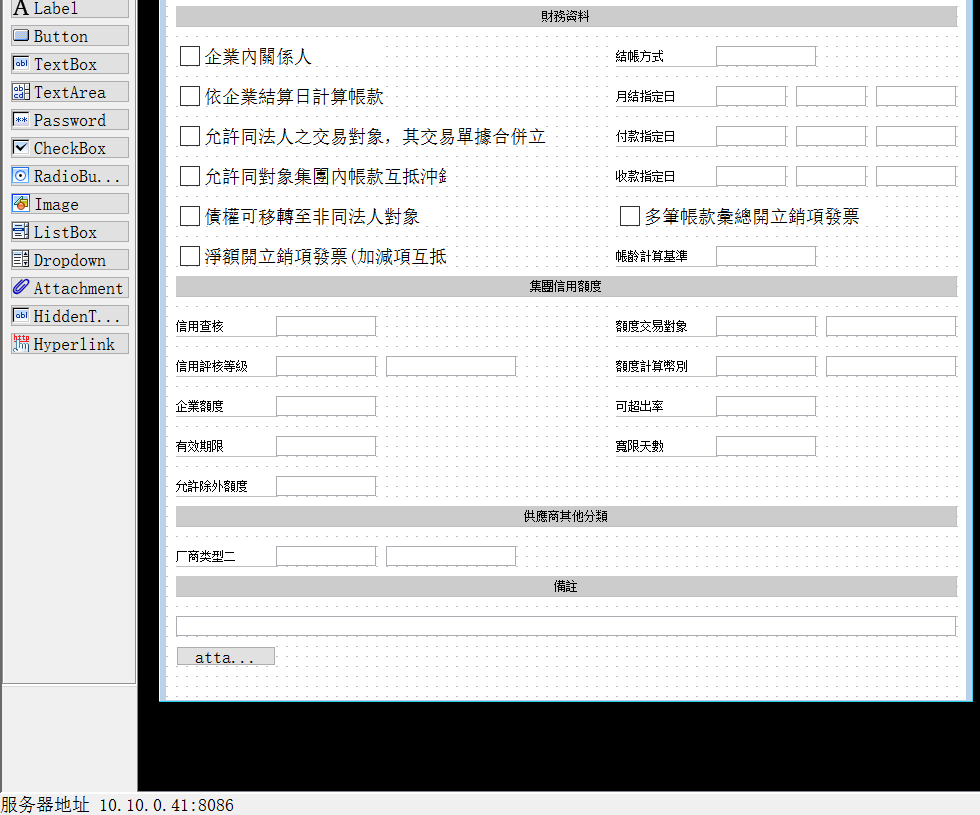 Label
Button
TextBox
TextArea
Password
CheckBox
RadioBu...
Image
ListBox
Dropdown
Attachment
HiddenT...
Hyperlink
財務資料
企業內關係人 結帳方式
依企業結算日計算帳款 月結指定日
允許同法人之交易對象，其交易單據合併立 付款指定日
允許同對象集團內帳款互抵沖 收款指定日
債權可移轉至非同法人對象 多筆帳款彙總開立銷項發票
淨額開立銷項發票(加減項互抵 帳齡計算基準
集團信用額度
信用查核 額度交易對象
信用評核等級 額度計算幣別
企業額度 可超出率
有效期限 寬限天數
允許除外額度
供應商其他分類
厂商类型二
備註
atta...
服务器地址 10.10.0.41:8086